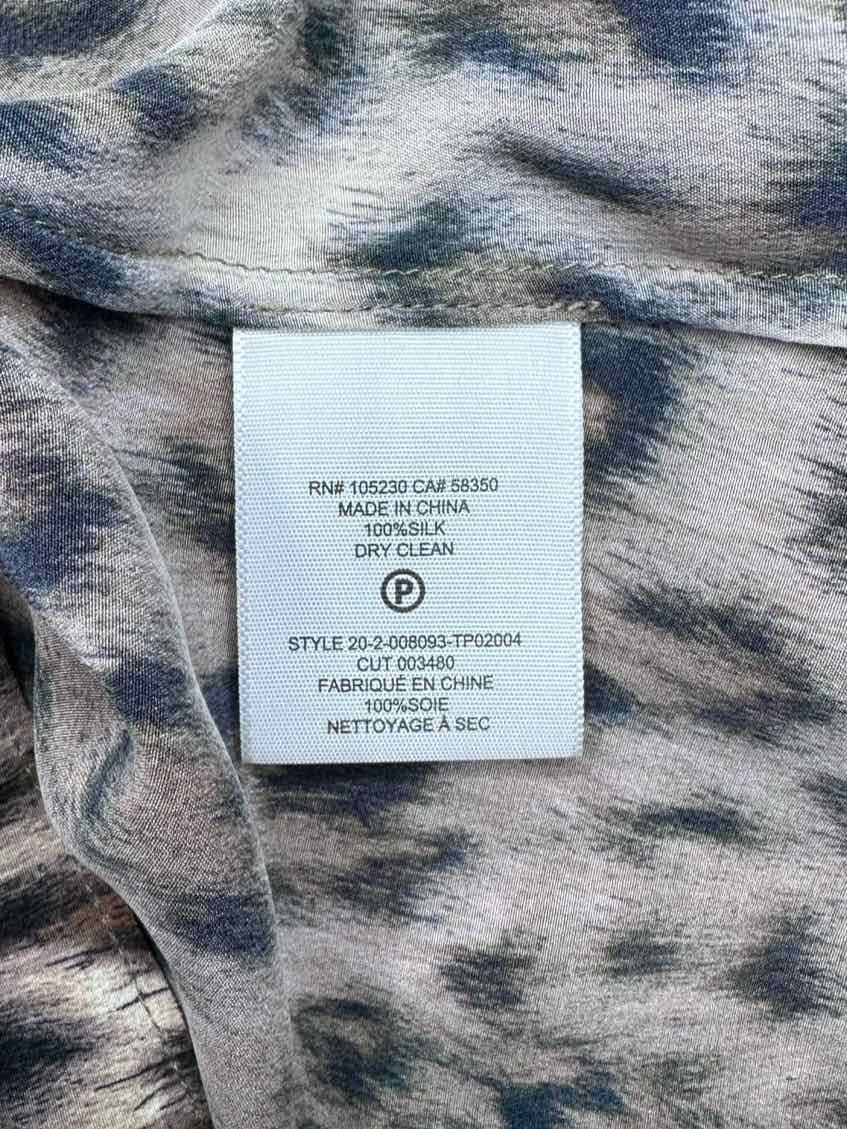 RN# 105230 CA# 58350
MADE IN CHINA
100%SILK
DRY CLEAN
P
STYLE 20-2-008093-TP02004
CUT 003480
FABRIQUÉ EN CHINE
100%SOIE
NETTOYAGE À SEC